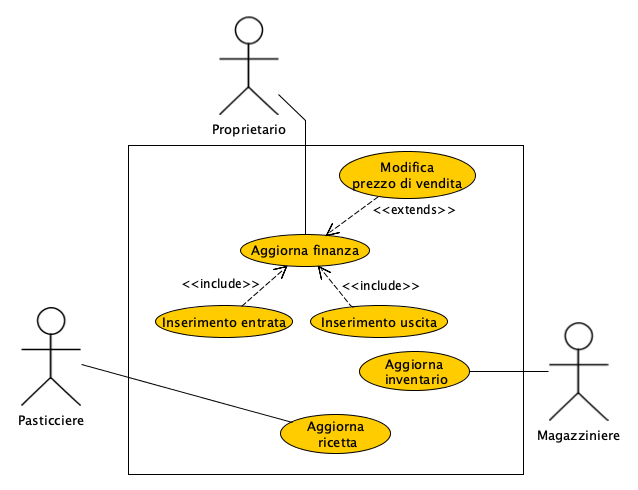 Proprietario
Modifica
prezzo di vendita
<<extends>>
Aggiorna finanza
<<include>>
<<include>>
Inserimento entrata
Inserimento uscita
Aggiorna
inventario
Pasticciere
Magazziniere
Aggiorna
ricetta